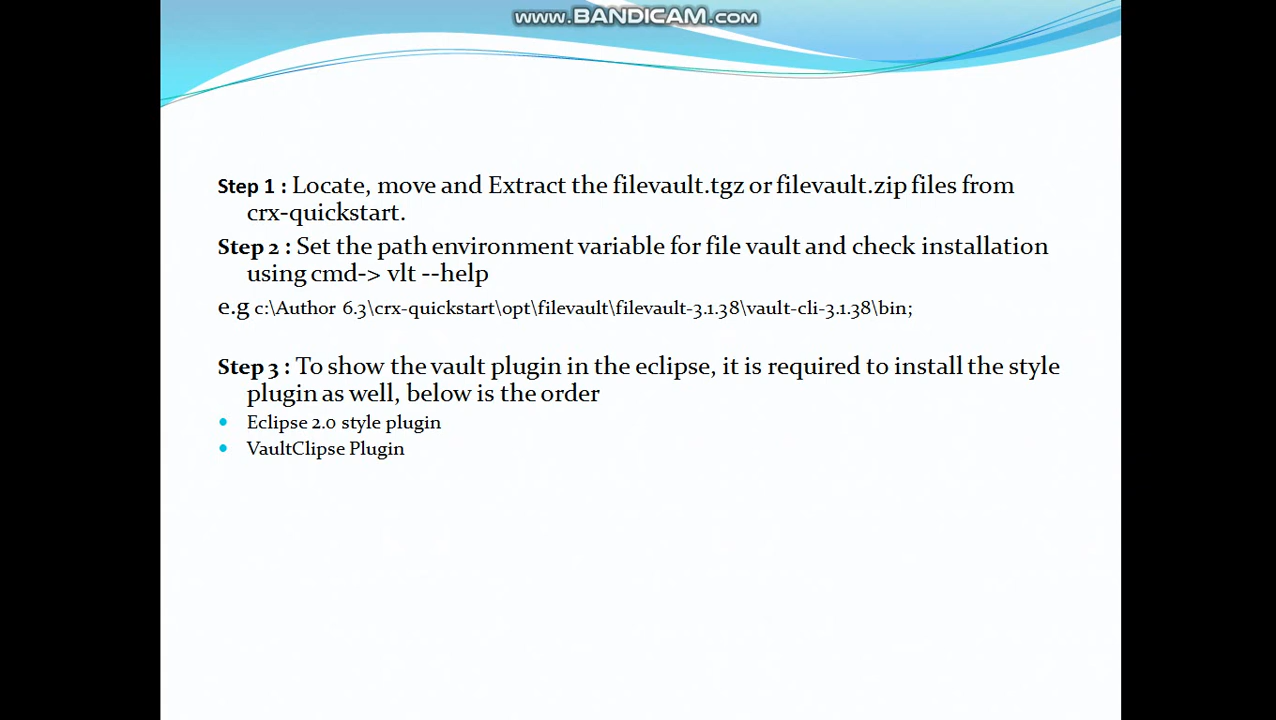 www.BANDICAM.com
Step 1 : Locate, move and Extract the filevault.tgz or filevault.zip files from
crx-quickstart.
Step 2 : Set the path environment variable for file vault and check installation
using cmd-> vlt --help
e.g c:\Author 6.3\crx-quickstart\opt\filevault\filevault-3.1.38\vault-cli-3.1.38\bin;
Step 3 : To show the vault plugin in the eclipse, it is required to install the style
plugin as well, below is the order
• Eclipse 2.0 style plugin
• VaultClipse Plugin